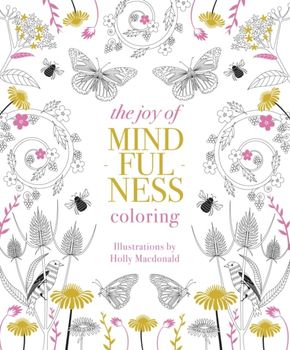 the joy of
MIND
-FUL-
NESS
coloring
Illustrations by
Holly Macdonald